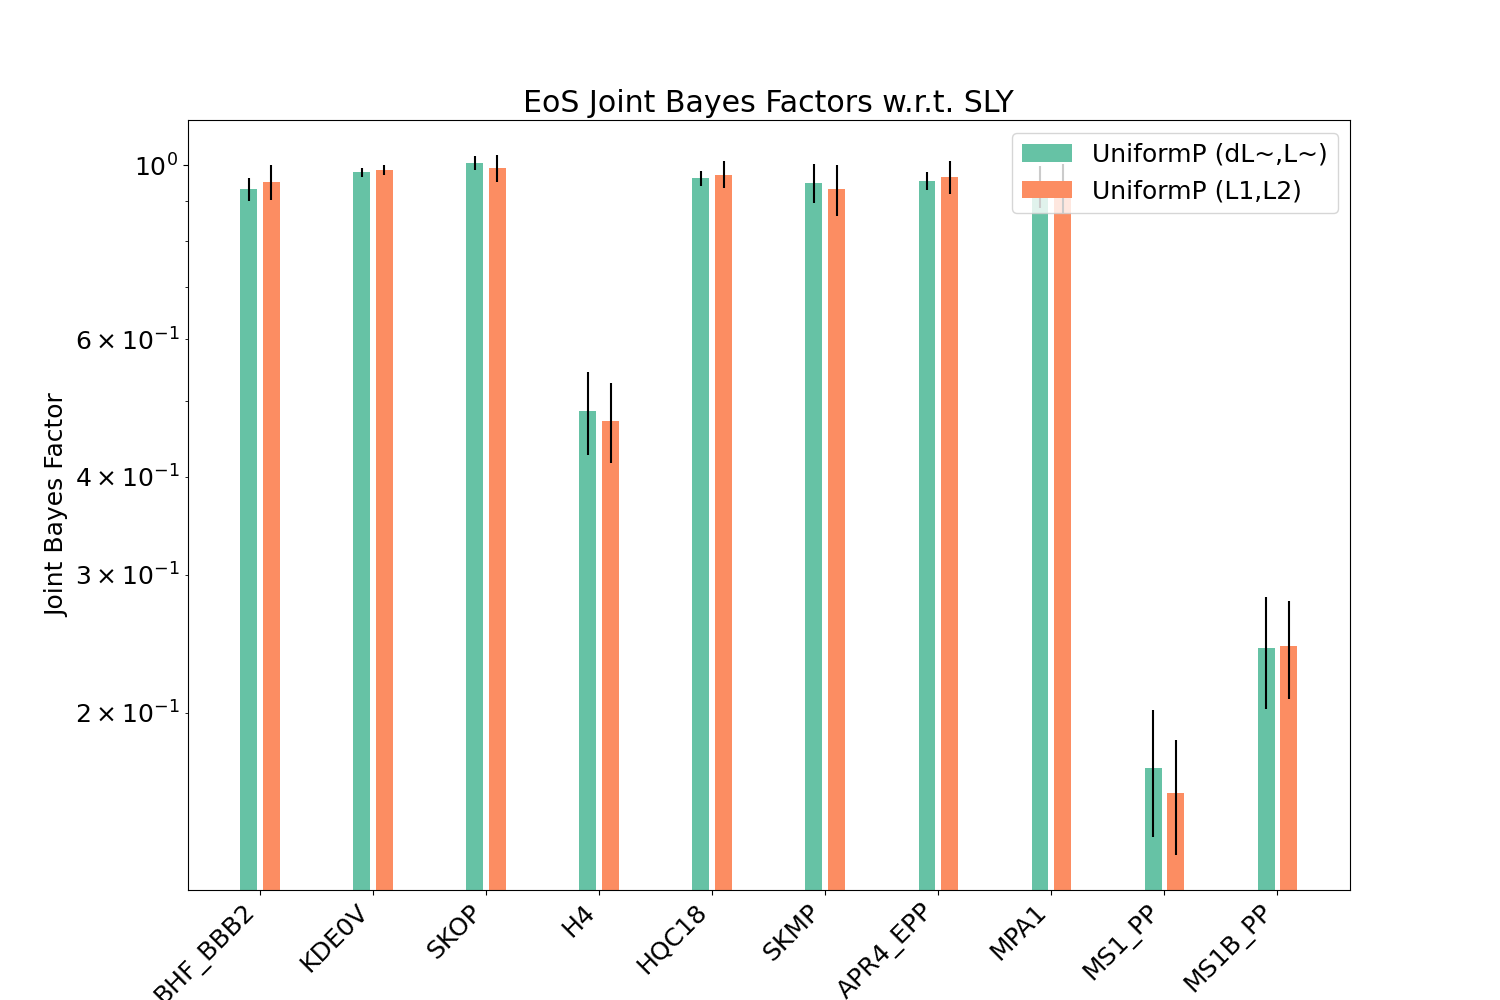 EoS Joint Bayes Factors w.r.t. SLY
UniformP (dL~,L~)
UniformP (L1,L2)
Joint Bayes Factor
10⁰
6 × 10⁻¹
4 × 10⁻¹
3 × 10⁻¹
2 × 10⁻¹
BHF_BBB2
KDE0V
SKOP
H4
HQC18
SKMP
APR4_EPP
MPA1
MS1_PP
MS1B_PP